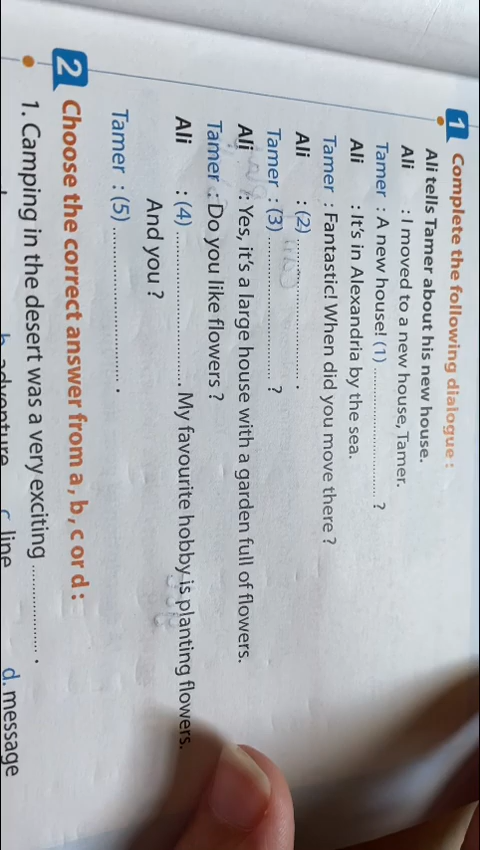 1 Complete the following dialogue :
Ali tells Tamer about his new house.
Ali : I moved to a new house, Tamer.
Tamer : A new house! (1) .......................... ?
Ali : It's in Alexandria by the sea.
Tamer : Fantastic! When did you move there ?
Ali : (2) .......................... .
Tamer : (3) .......................... ?
Ali : Yes, it's a large house with a garden full of flowers.
Tamer : Do you like flowers ?
Ali : (4) .......................... . My favourite hobby is planting flowers.
And you ?
Tamer : (5) .......................... .
2 Choose the correct answer from a , b , c or d :
1. Camping in the desert was a very exciting ................ .
b. adventure c. line d. message